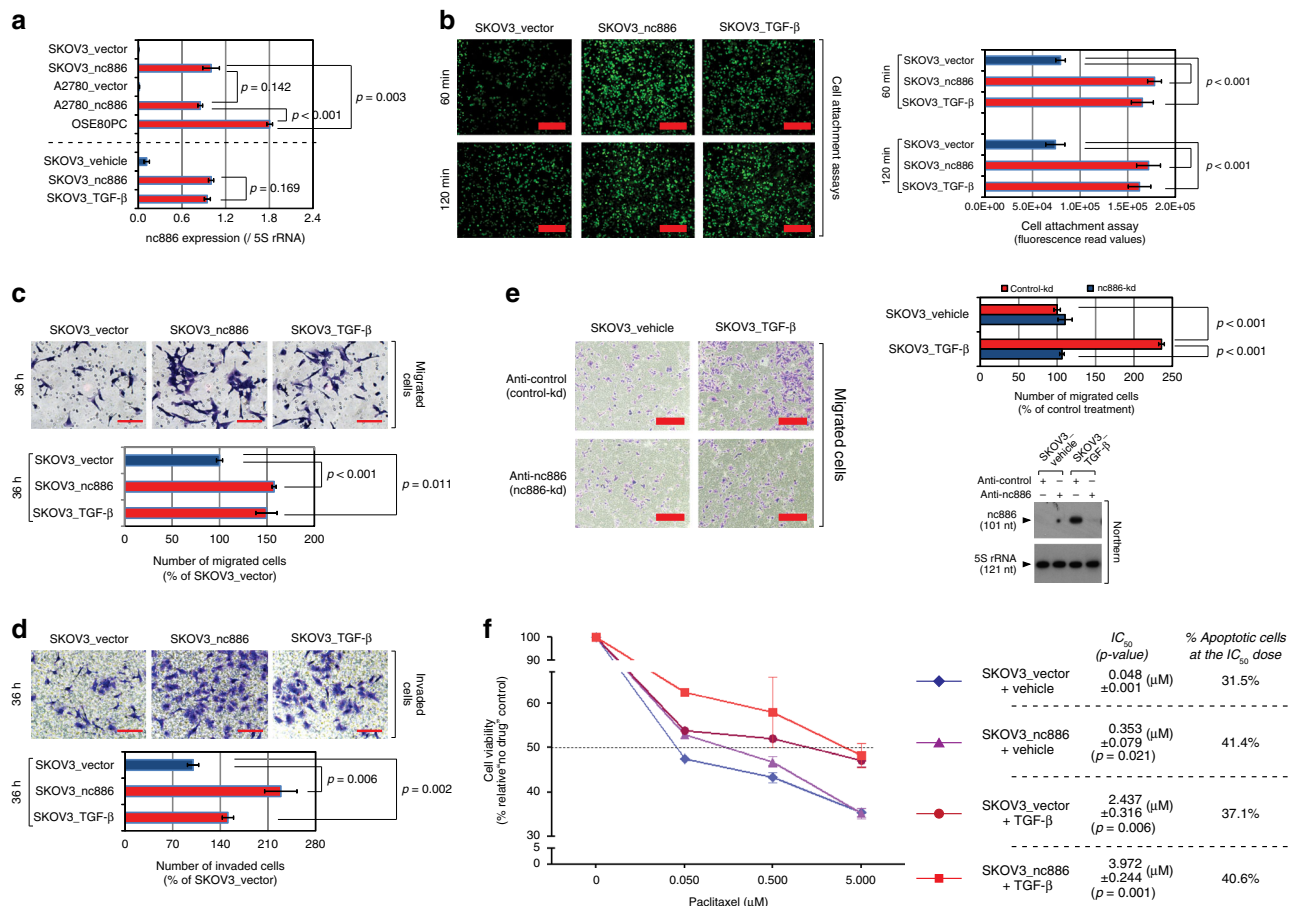 a
SKOV3_vector
SKOV3_nc886
A2780_vector
A2780_nc886
OSE80PC
SKOV3_vehicle
SKOV3_nc886
SKOV3_TGF-β
p = 0.142
p < 0.001
p = 0.003
p = 0.169
0.0 0.6 1.2 1.8 2.4
nc886 expression (/ 5S rRNA)
b
SKOV3_vector SKOV3_nc886 SKOV3_TGF-β
60 min
120 min
Cell attachment assays
60 min
SKOV3_vector
SKOV3_nc886
SKOV3_TGF-β
p < 0.001
120 min
SKOV3_vector
SKOV3_nc886
SKOV3_TGF-β
p < 0.001
0.0E+00 5.0E+04 1.0E+05 1.5E+05 2.0E+05
Cell attachment assay
(fluorescence read values)
c
SKOV3_vector SKOV3_nc886 SKOV3_TGF-β
36 h
Migrated
cells
36 h
SKOV3_vector
SKOV3_nc886
SKOV3_TGF-β
p < 0.001
p = 0.011
0 50 100 150 200
Number of migrated cells
(% of SKOV3_vector)
d
SKOV3_vector SKOV3_nc886 SKOV3_TGF-β
36 h
Invaded
cells
36 h
SKOV3_vector
SKOV3_nc886
SKOV3_TGF-β
p = 0.006
p = 0.002
0 70 140 210 280
Number of invaded cells
(% of SKOV3_vector)
e
SKOV3_vehicle SKOV3_TGF-β
Anti-control
(control-kd)
Anti-nc886
(nc886-kd)
Migrated cells
Control-kd nc886-kd
SKOV3_vehicle
SKOV3_TGF-β
p < 0.001
p < 0.001
0 50 100 150 200 250
Number of migrated cells
(% of control treatment)
SKOV3_
vehicle
SKOV3_
TGF-β
Anti-control + − + −
Anti-nc886 − + − +
nc886
(101 nt)
5S rRNA
(121 nt)
Northern
f
Cell viability
(% relative"no drug" control)
100
90
60
50
40
30
5
0
0 0.050 0.500 5.000
Paclitaxel (μM)
IC50
(p-value)
% Apoptotic cells
at the IC50 dose
SKOV3_vector
+ vehicle
0.048
±0.001 (μM)
31.5%
SKOV3_nc886
+ vehicle
0.353
±0.079 (μM)
(p = 0.021)
41.4%
SKOV3_vector
+ TGF-β
2.437
±0.316 (μM)
(p = 0.006)
37.1%
SKOV3_nc886
+ TGF-β
3.972
±0.244 (μM)
(p = 0.001)
40.6%